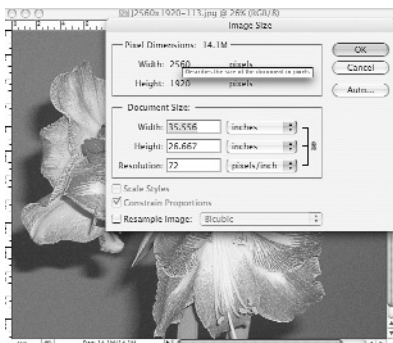 J2560x1920-113.jpg @ 26% (RGB/8)
Image Size
Pixel Dimensions: 14.1M
Width: 2560 pixels
Describes the size of the document in pixels
Height: 1920 pixels
Document Size:
Width: 35.556 inches
Height: 26.667 inches
Resolution: 72 pixels/inch
Scale Styles
Constrain Proportions
Resample Image: Bicubic
OK
Cancel
Auto...